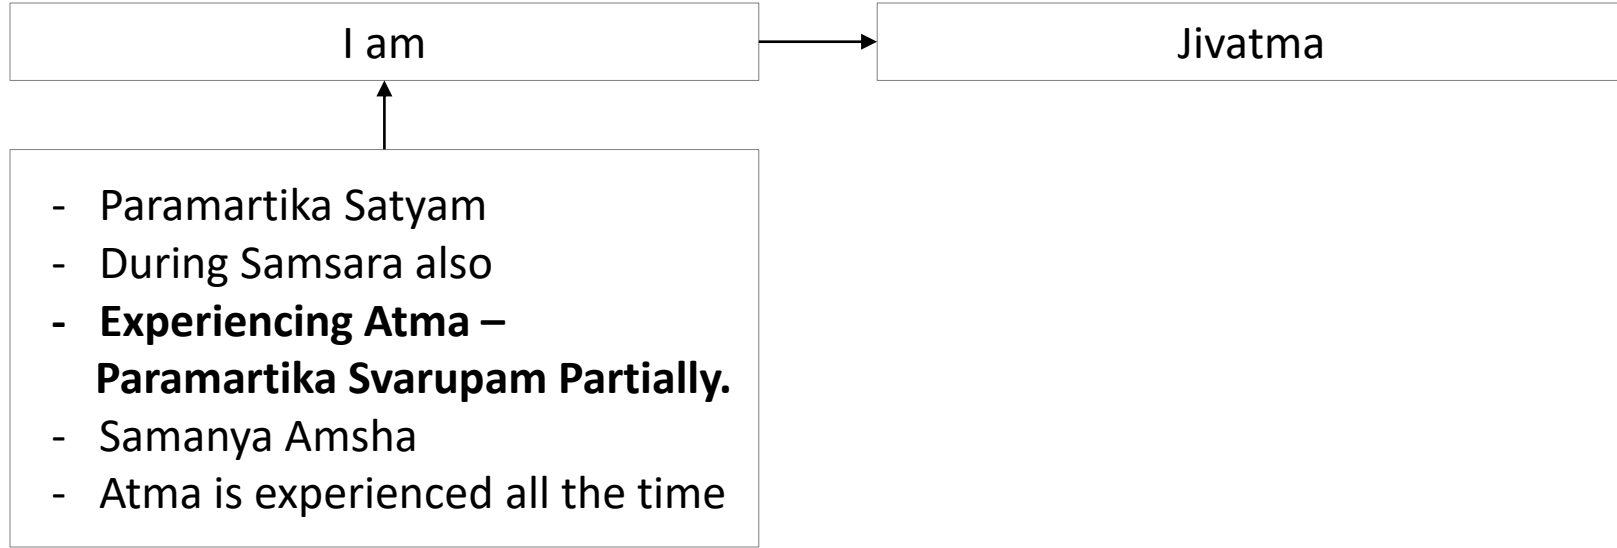 I am
Jivatma
- Paramartika Satyam
- During Samsara also
- Experiencing Atma –
Paramartika Svarupam Partially.
- Samanya Amsha
- Atma is experienced all the time